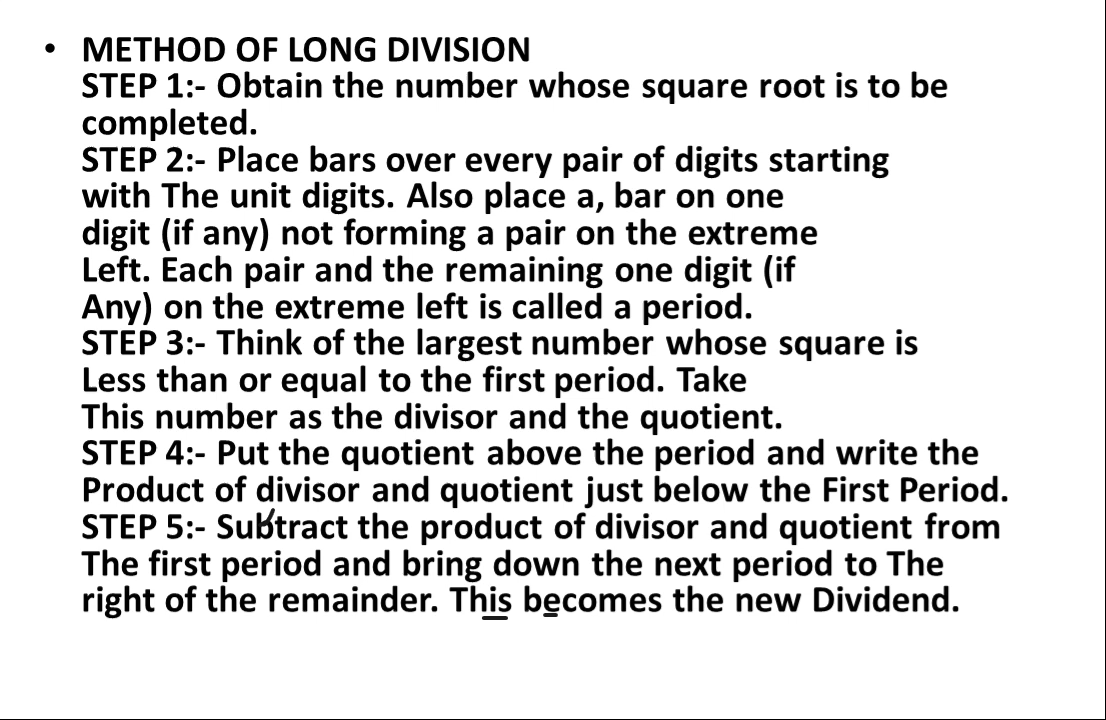 • METHOD OF LONG DIVISION
STEP 1:- Obtain the number whose square root is to be
completed.
STEP 2:- Place bars over every pair of digits starting
with The unit digits. Also place a, bar on one
digit (if any) not forming a pair on the extreme
Left. Each pair and the remaining one digit (if
Any) on the extreme left is called a period.
STEP 3:- Think of the largest number whose square is
Less than or equal to the first period. Take
This number as the divisor and the quotient.
STEP 4:- Put the quotient above the period and write the
Product of divisor and quotient just below the First Period.
STEP 5:- Subtract the product of divisor and quotient from
The first period and bring down the next period to The
right of the remainder. This becomes the new Dividend.